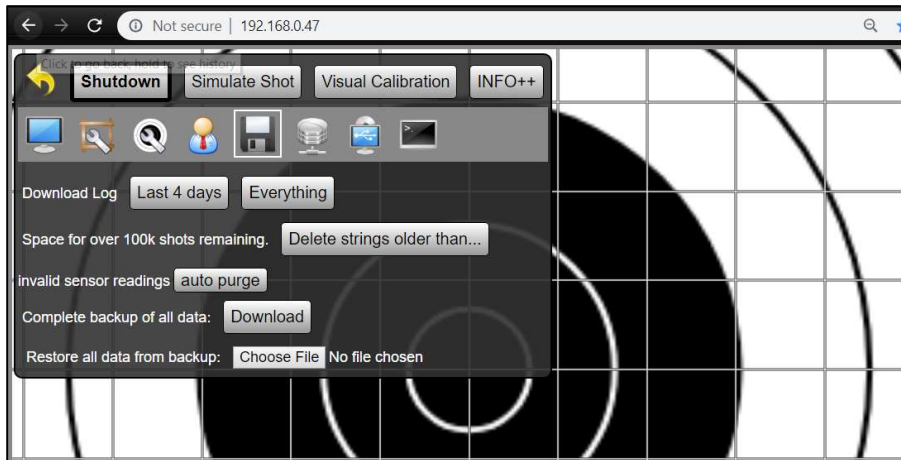 Not secure | 192.168.0.47
Click to go back, hold to see history
Shutdown Simulate Shot Visual Calibration INFO++
>_
Download Log Last 4 days Everything
Space for over 100k shots remaining. Delete strings older than...
invalid sensor readings auto purge
Complete backup of all data: Download
Restore all data from backup: Choose File No file chosen